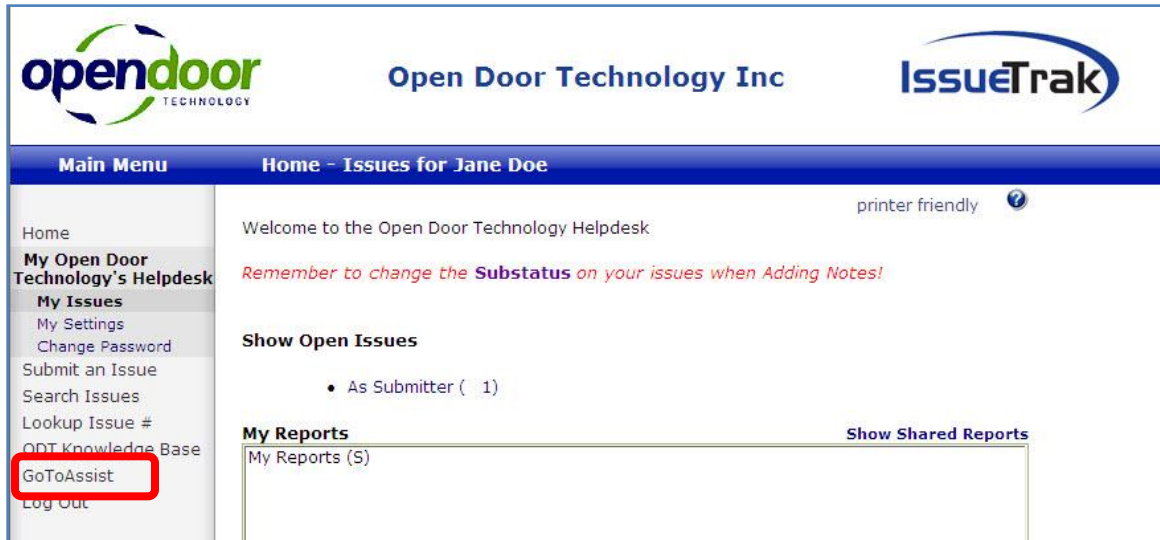 opendoor
TECHNOLOGY
Open Door Technology Inc
IssueTrak
Main Menu
Home - Issues for Jane Doe
printer friendly
Home
My Open Door
Technology's Helpdesk
My Issues
My Settings
Change Password
Submit an Issue
Search Issues
Lookup Issue #
ODT Knowledge Base
GoToAssist
Log Out
Welcome to the Open Door Technology Helpdesk
Remember to change the Substatus on your issues when Adding Notes!
Show Open Issues
As Submitter ( 1)
My Reports
Show Shared Reports
My Reports (S)